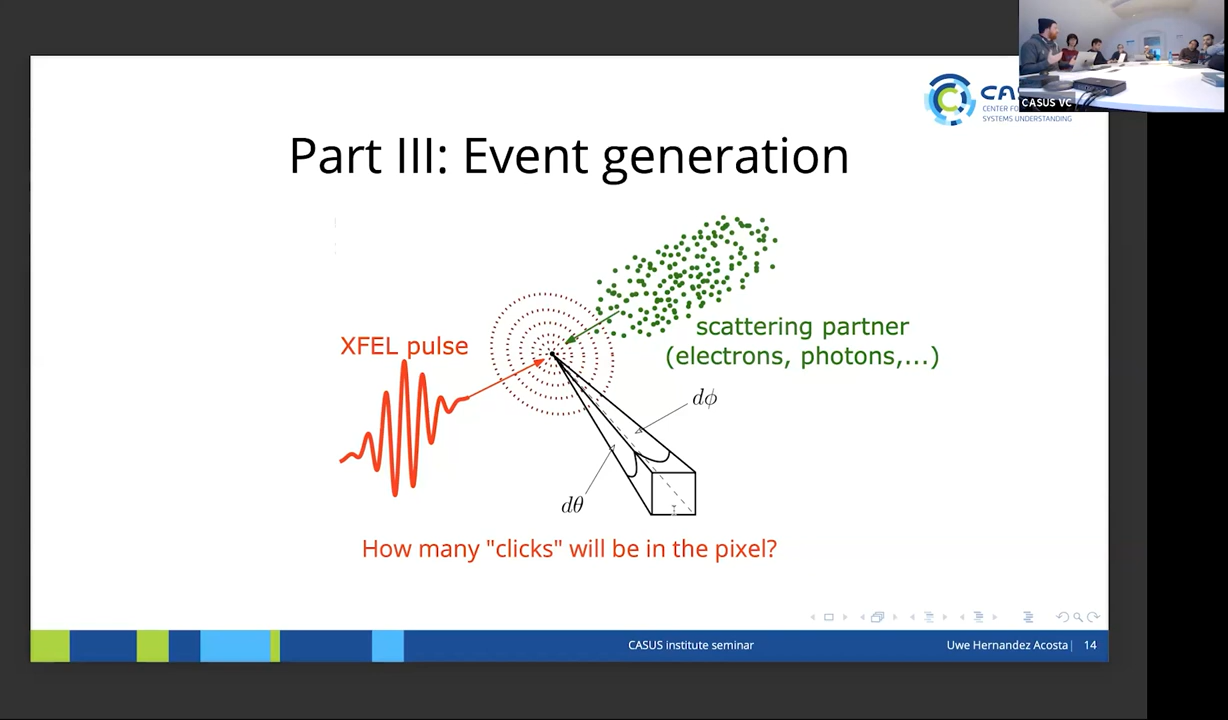 CASUS VC
CENTER FOR
SYSTEMS UNDERSTANDING
Part III: Event generation
XFEL pulse
scattering partner
(electrons, photons,...)
dϕ
dθ
How many "clicks" will be in the pixel?
CASUS institute seminar
Uwe Hernandez Acosta
14